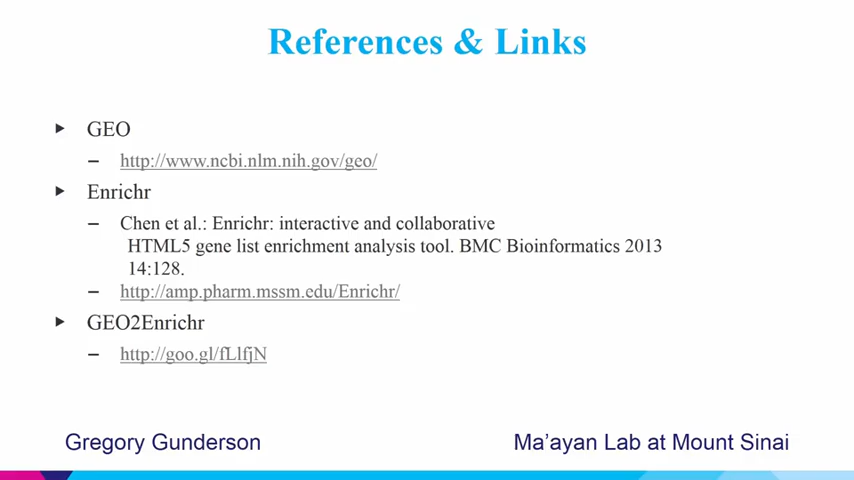 References & Links
GEO
– http://www.ncbi.nlm.nih.gov/geo/
Enrichr
– Chen et al.: Enrichr: interactive and collaborative
HTML5 gene list enrichment analysis tool. BMC Bioinformatics 2013
14:128.
– http://amp.pharm.mssm.edu/Enrichr/
GEO2Enrichr
– http://goo.gl/fLlfjN
Gregory Gunderson
Ma’ayan Lab at Mount Sinai